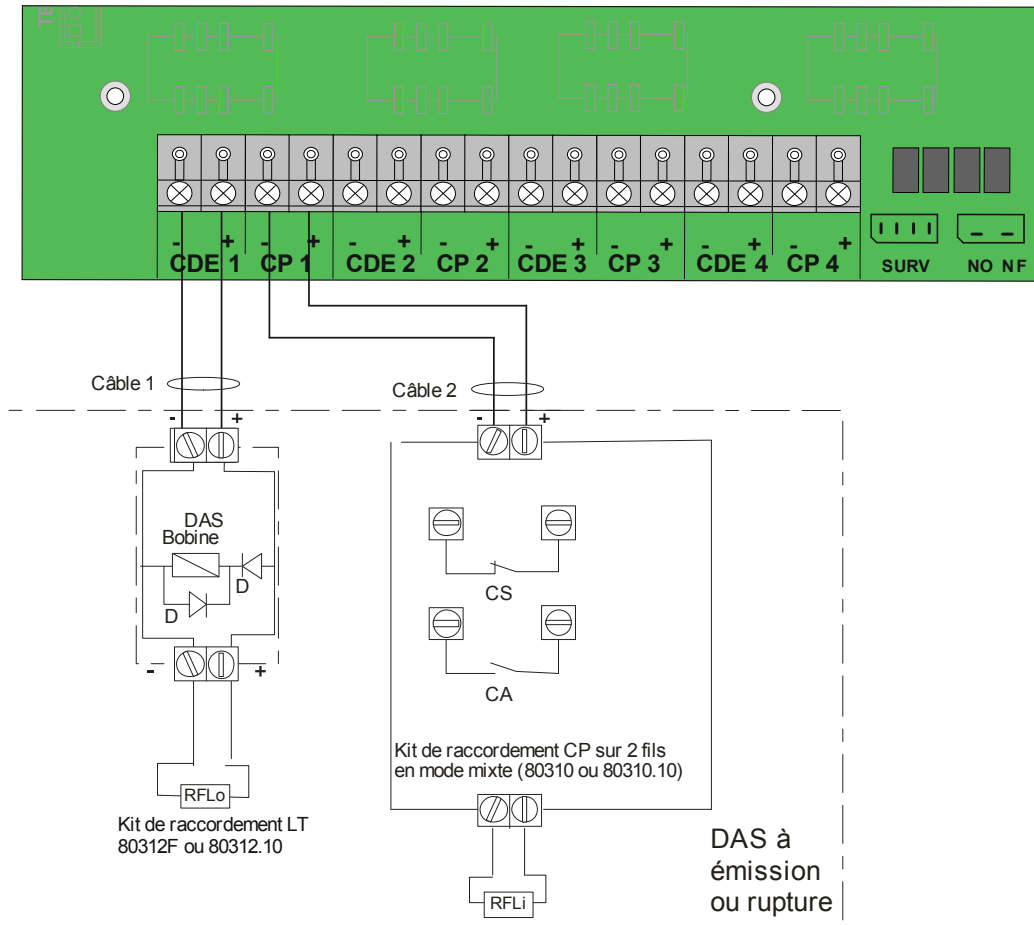 TE
- + - + - + - + - + - + - + - +
CDE 1 CP 1 CDE 2 CP 2 CDE 3 CP 3 CDE 4 CP 4 SURV NO NF
Câble 1
Câble 2
- +
- +
DAS
Bobine
D
D
CS
CA
- +
Kit de raccordement CP sur 2 fils
en mode mixte (80310 ou 80310.10)
RFLo
Kit de raccordement LT
80312F ou 80312.10
RFLi
DAS à
émission
ou rupture